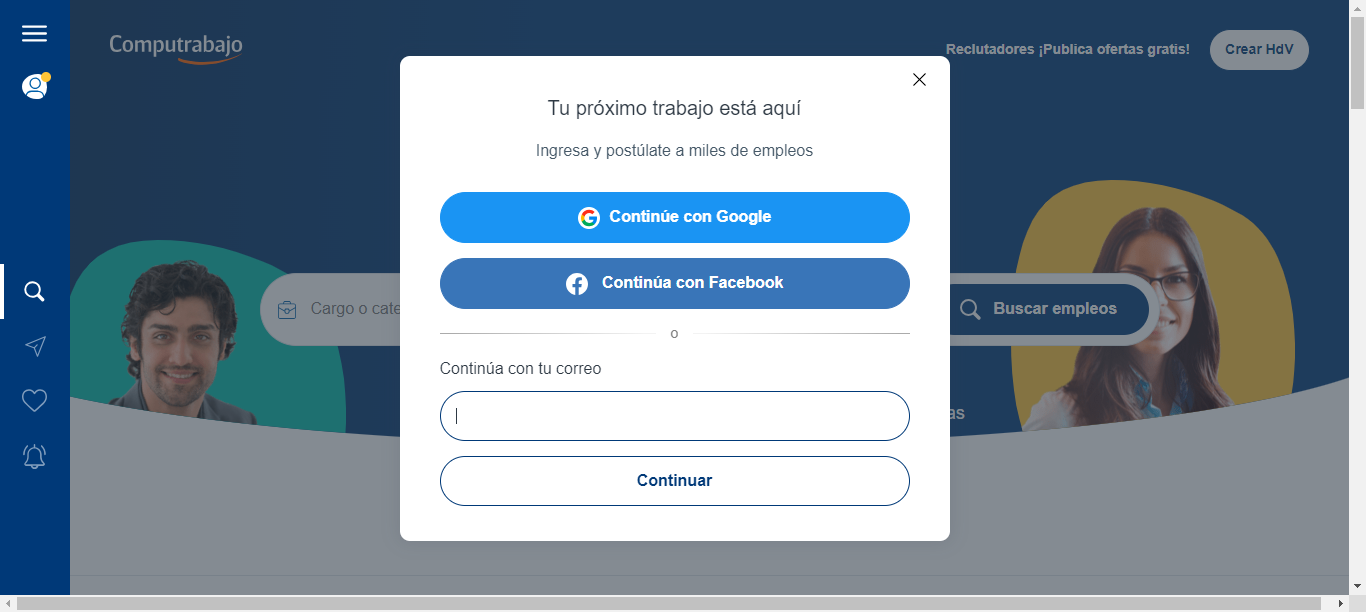 Computrabajo
Reclutadores ¡Publica ofertas gratis!
Crear HdV
Tu próximo trabajo está aquí
Ingresa y postúlate a miles de empleos
Continúe con Google
Continúa con Facebook
Cargo o cate
Buscar empleos
o
Continúa con tu correo
as
Continuar